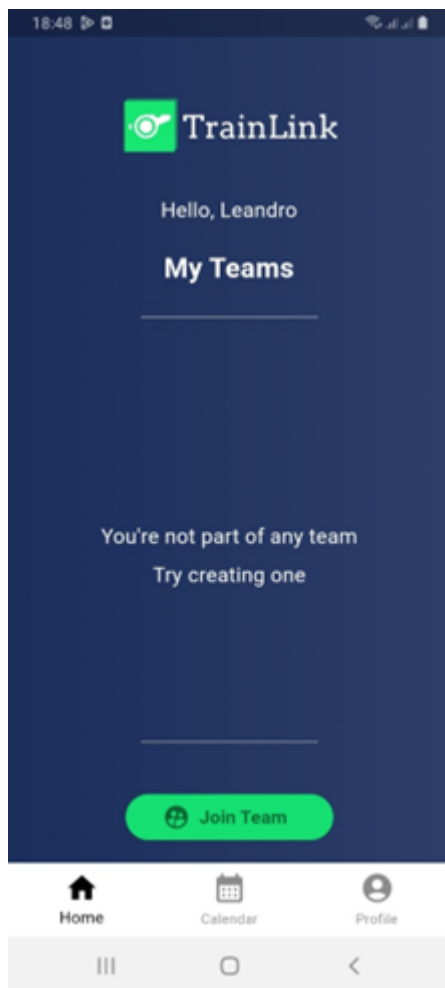 18:48
TrainLink
Hello, Leandro
My Teams
You're not part of any team
Try creating one
Join Team
Home
Calendar
Profile